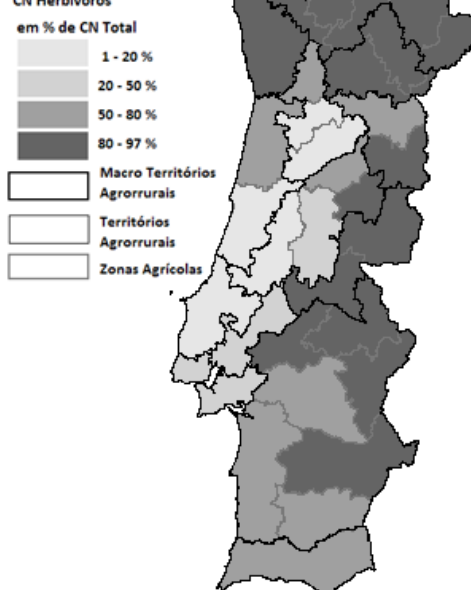 CN Herbívoros
em % de CN Total
1 - 20 %
20 - 50 %
50 - 80 %
80 - 97 %
Macro Territórios
Agrorrurais
Territórios
Agrorrurais
Zonas Agrícolas